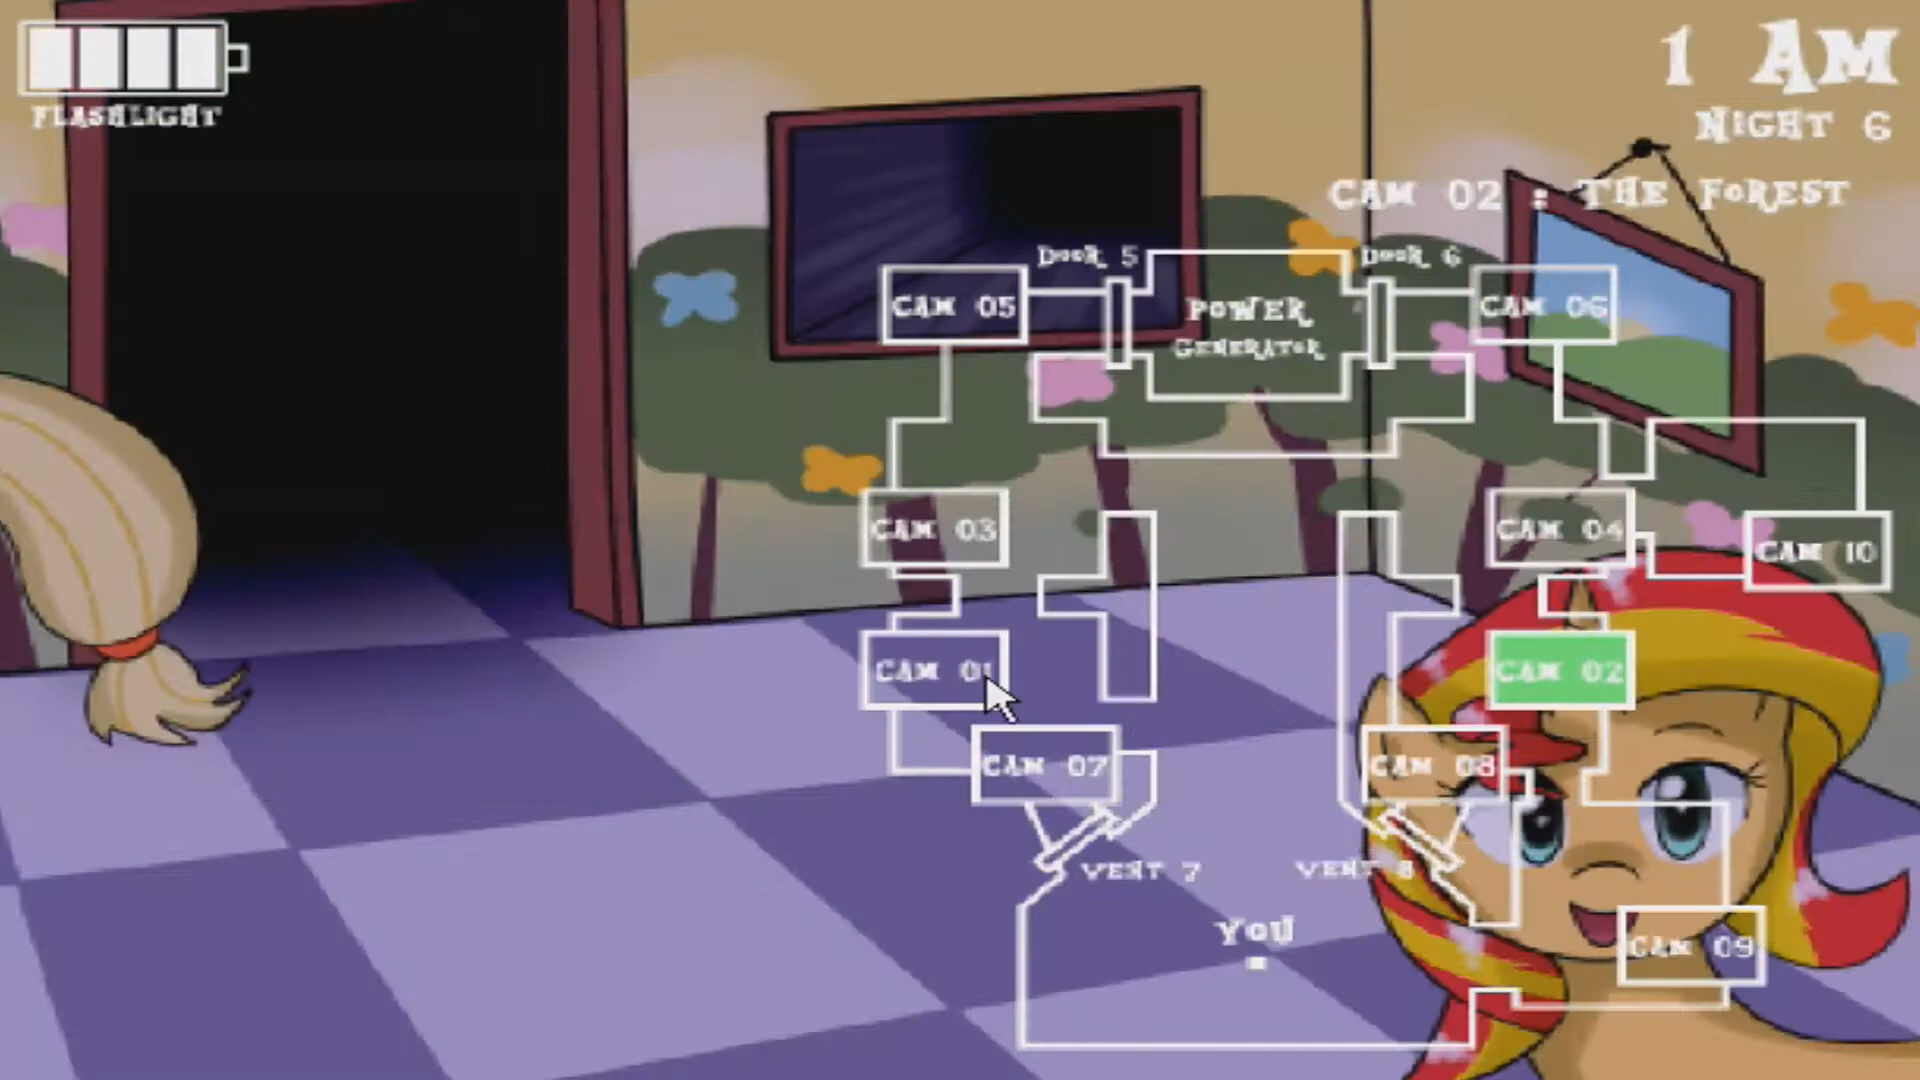 FLASHLIGHT
1 AM
NIGHT 6
CAM 02 : THE FOREST
DOOR 5
DOOR 6
CAM 05
POWER
GENERATOR
CAM 06
CAM 03
CAM 04
CAM 10
CAM 01
CAM 02
CAM 07
CAM 08
VENT 7
VENT 8
YOU
CAM 09